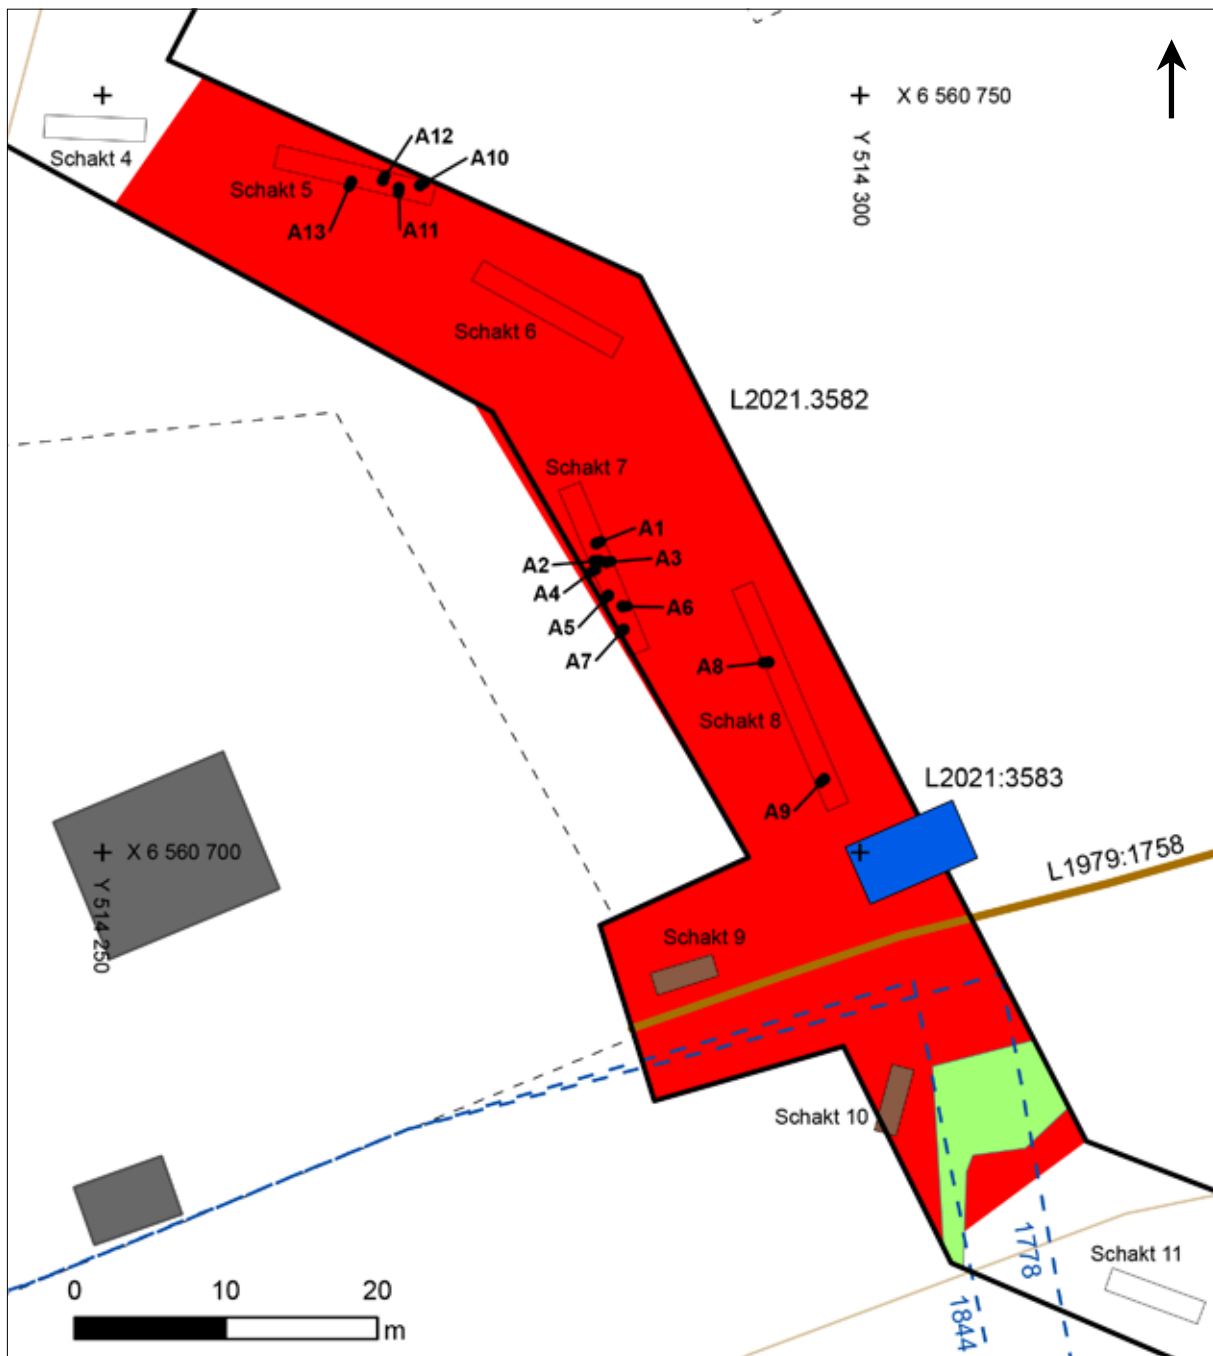 X 6 560 750
Y 514 300
Schakt 4
A12
A10
Schakt 5
A13
A11
Schakt 6
L2021.3582
Schakt 7
A1
A2
A3
A4
A5
A6
A7
A8
Schakt 8
A9
L2021:3583
X 6 560 700
Y 514 250
L1979:1758
Schakt 9
Schakt 10
Schakt 11
1778
1844
0 10 20
m